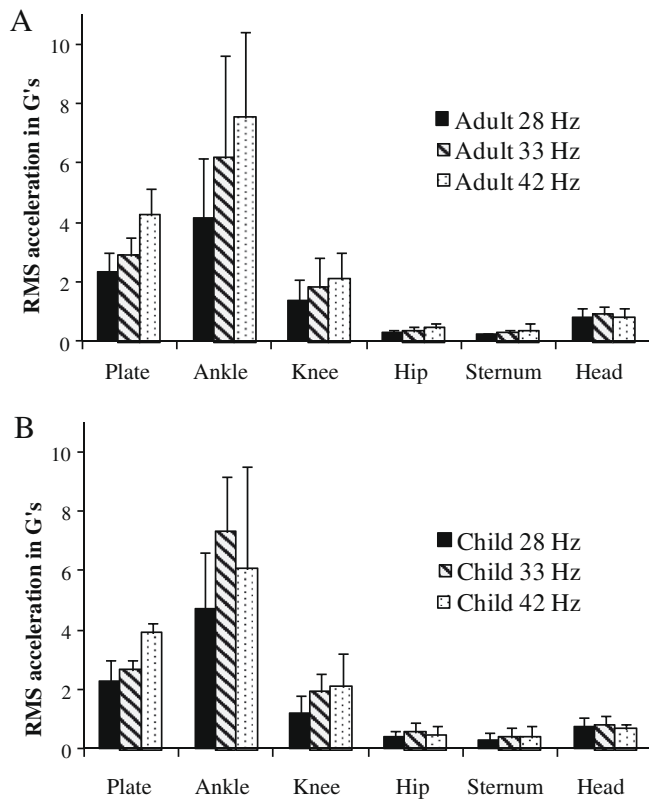 A
RMS acceleration in G's
10
8
6
4
2
0
Adult 28 Hz
Adult 33 Hz
Adult 42 Hz
Plate Ankle Knee Hip Sternum Head
B
RMS acceleration in G's
10
8
6
4
2
0
Child 28 Hz
Child 33 Hz
Child 42 Hz
Plate Ankle Knee Hip Sternum Head